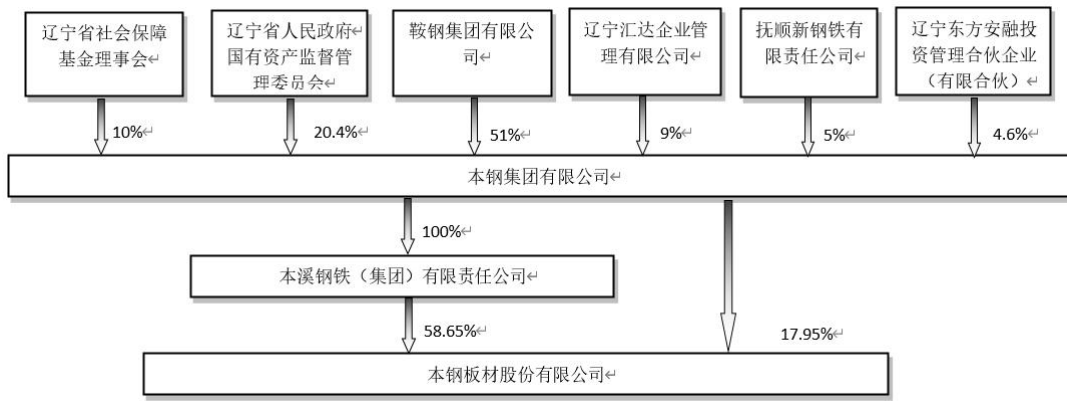 辽宁省社会保障
基金理事会
辽宁省人民政府↵
国有资产监督管
理委员会↵
鞍钢集团有限公
司↵
辽宁汇达企业管
理有限公司↵
抚顺新钢铁有
限责任公司↵
辽宁东方安融投
资管理合伙企业
（有限合伙）↵
10%↵
20.4%↵
51%↵
9%↵
5%↵
4.6%↵
本钢集团有限公司↵
100%↵
本溪钢铁（集团）有限责任公司↵
58.65%↵
17.95%↵
本钢板材股份有限公司↵